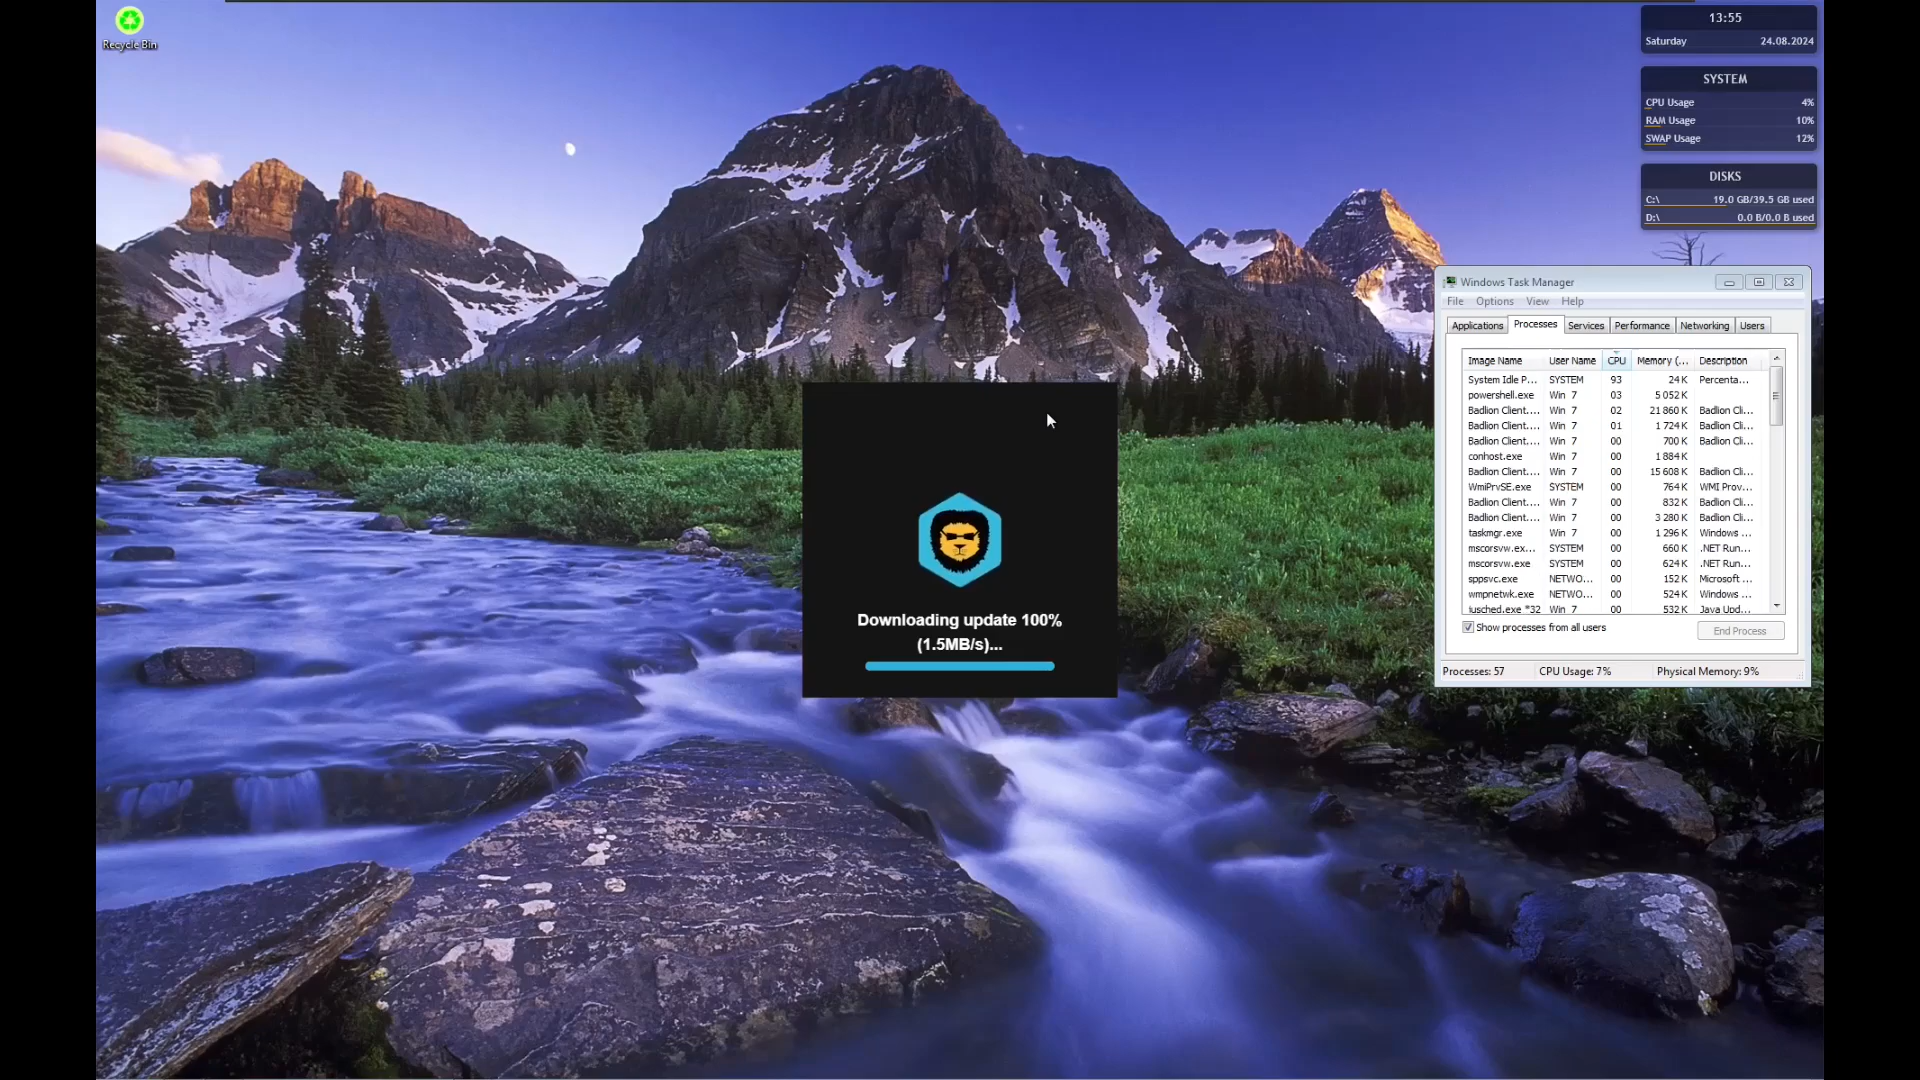 Recycle Bin
13:55
Saturday 24.08.2024
SYSTEM
CPU Usage 4%
RAM Usage 10%
SWAP Usage 12%
DISKS
C:\ 19.0 GB/39.5 GB used
D:\ 0.0 B/0.0 B used
Windows Task Manager
File Options View Help
Applications Processes Services Performance Networking Users
Image Name User Name CPU Memory (... Description
System Idle P... SYSTEM 93 24 K Percenta...
powershell.exe Win 7 03 5 052 K
Badlion Client.... Win 7 02 21 860 K Badlion Cli...
Badlion Client.... Win 7 01 1 724 K Badlion Cli...
Badlion Client.... Win 7 00 700 K Badlion Cli...
conhost.exe Win 7 00 1 884 K
Badlion Client.... Win 7 00 15 608 K Badlion Cli...
WmiPrvSE.exe SYSTEM 00 764 K WMI Prov...
Badlion Client.... Win 7 00 832 K Badlion Cli...
Badlion Client.... Win 7 00 3 280 K Badlion Cli...
taskmgr.exe Win 7 00 1 296 K Windows ...
mscorsvw.ex... SYSTEM 00 660 K .NET Run...
mscorsvw.exe SYSTEM 00 624 K .NET Run...
sppsvc.exe NETWO... 00 152 K Microsoft ...
wmpnetwk.exe NETWO... 00 524 K Windows ...
jusched.exe *32 Win 7 00 532 K Java Upd...
Show processes from all users
End Process
Processes: 57 CPU Usage: 7% Physical Memory: 9%
Downloading update 100%
(1.5MB/s)...